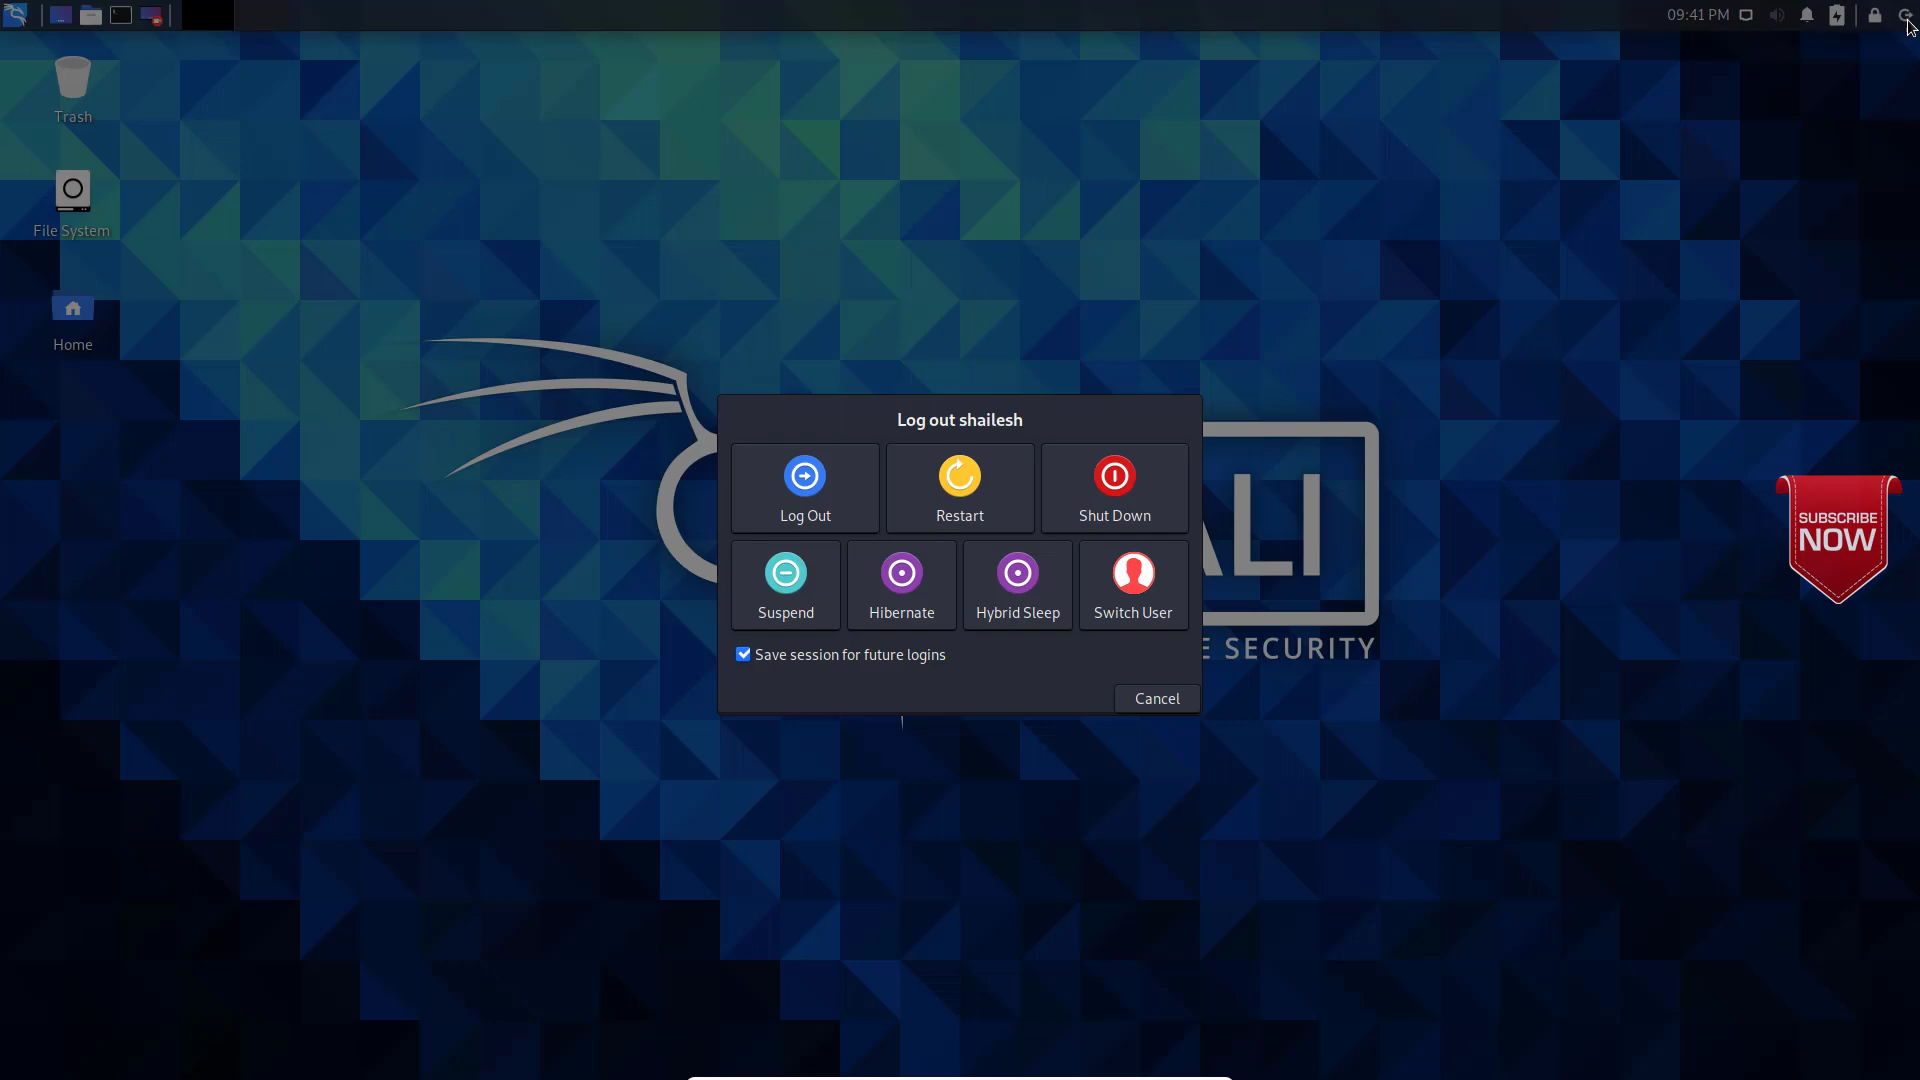 09:41 PM
Trash
File System
Home
Log out shailesh
Log Out
Restart
Shut Down
Suspend
Hibernate
Hybrid Sleep
Switch User
Save session for future logins
Cancel
ALI
E SECURITY
SUBSCRIBE
NOW